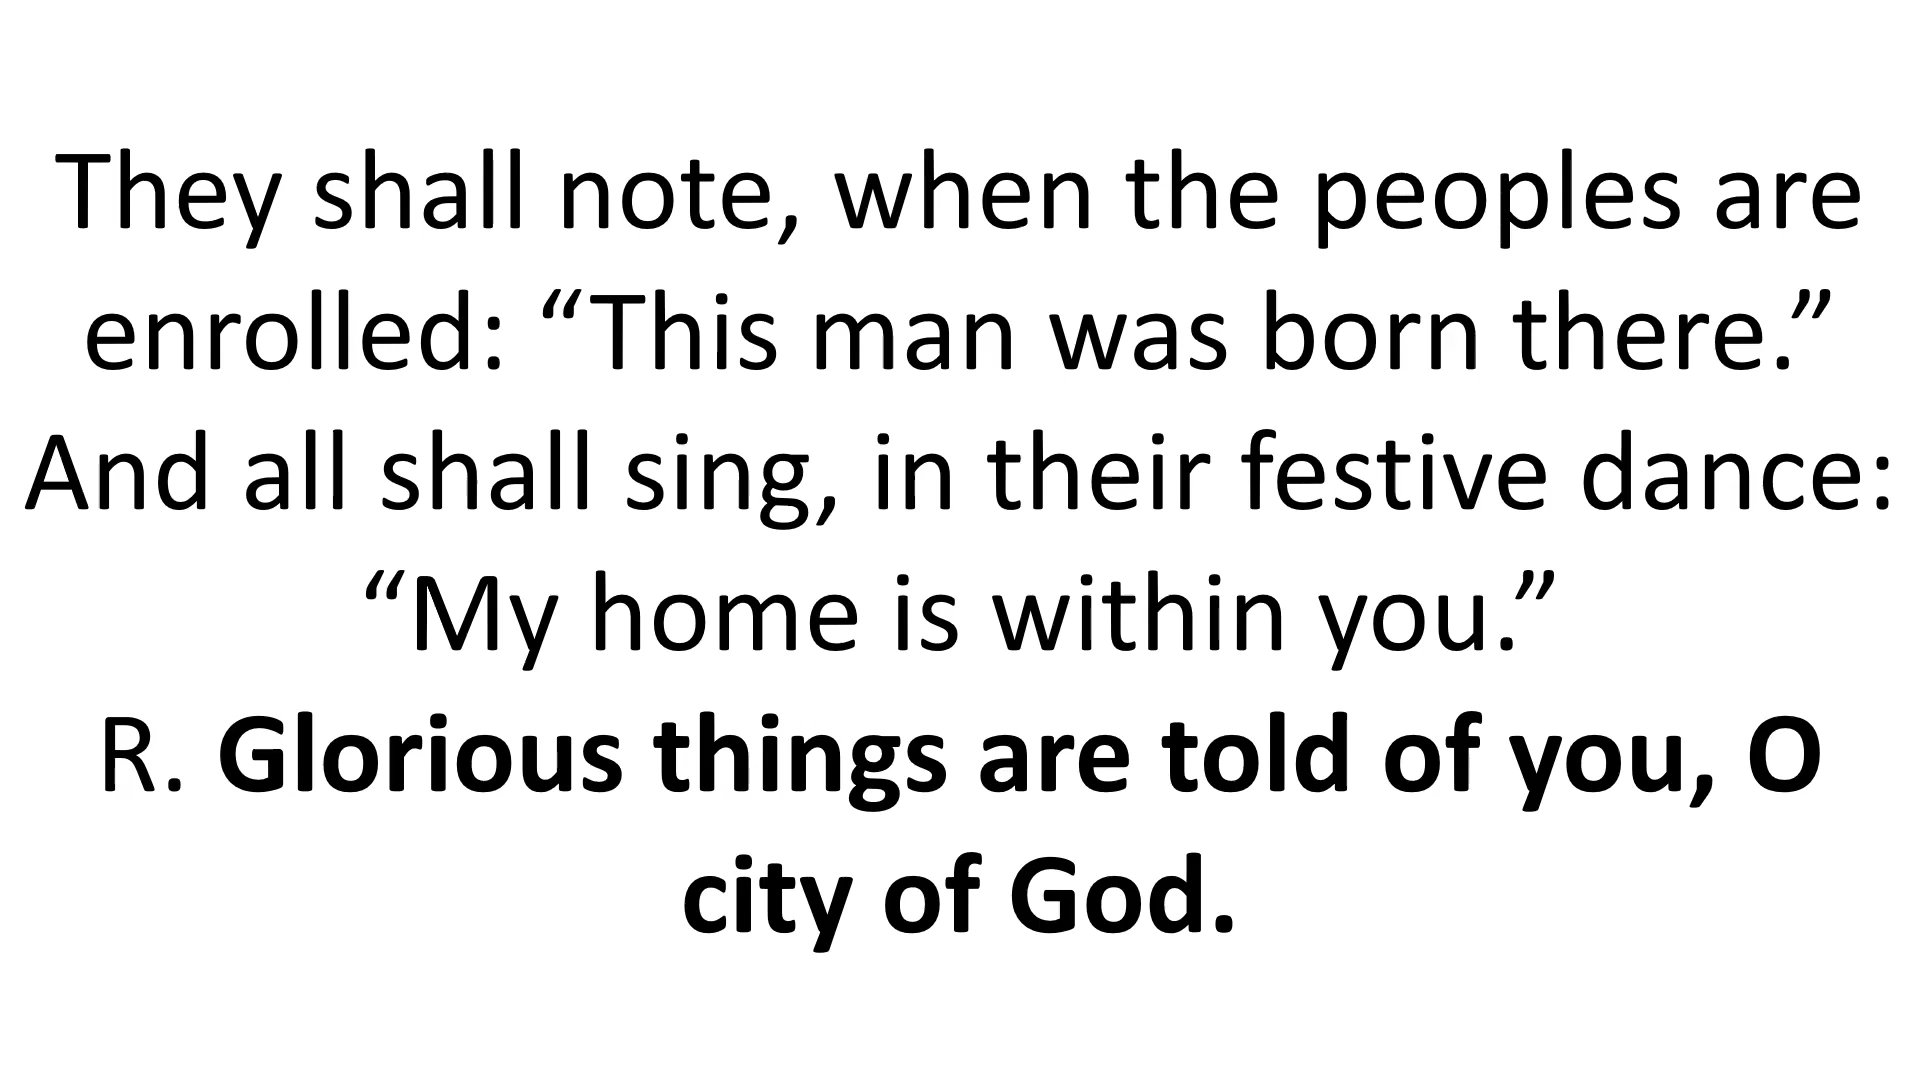 They shall note, when the peoples are
enrolled: “This man was born there.”
And all shall sing, in their festive dance:
“My home is within you.”
R. Glorious things are told of you, O
city of God.